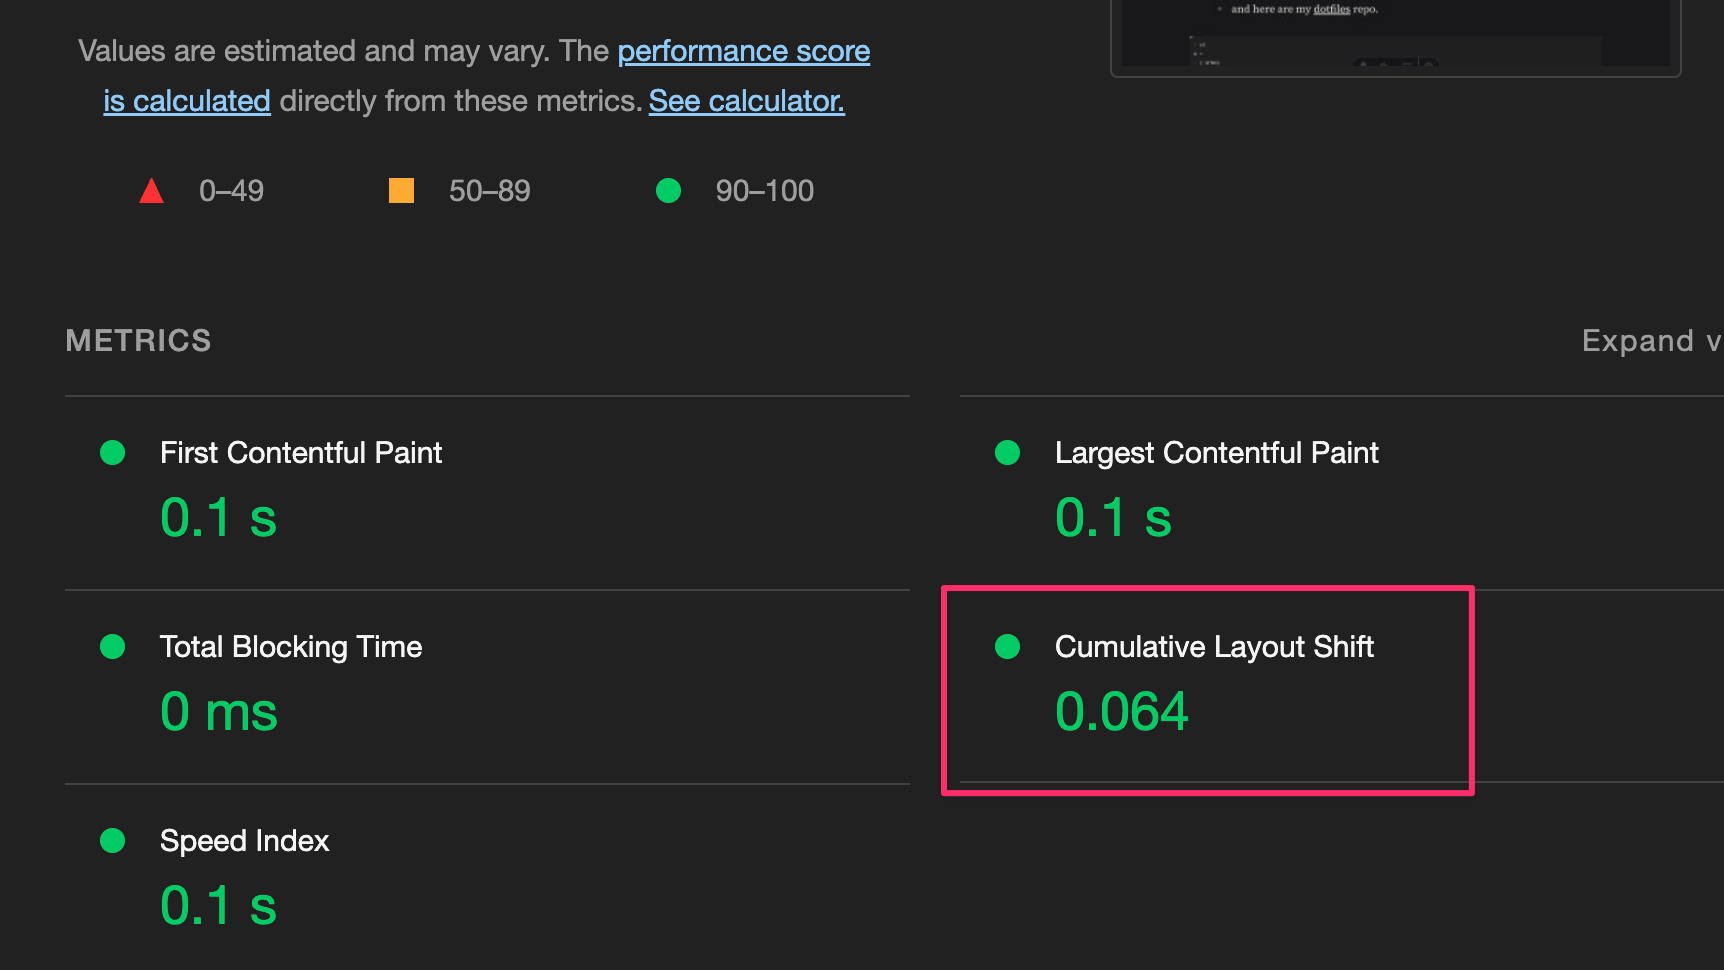 and here are my dotfiles repo.
Values are estimated and may vary. The performance score
is calculated directly from these metrics. See calculator.
0–49 50–89 90–100
METRICS
Expand v
First Contentful Paint
0.1 s
Largest Contentful Paint
0.1 s
Total Blocking Time
0 ms
Cumulative Layout Shift
0.064
Speed Index
0.1 s